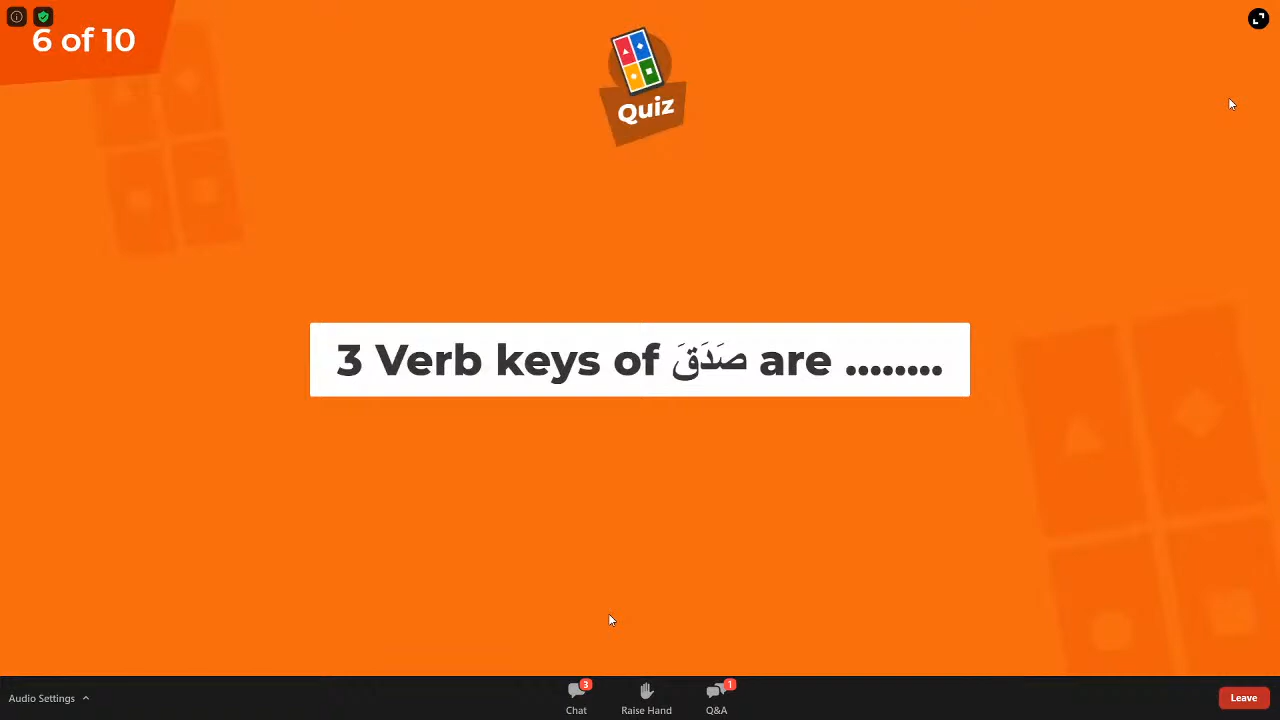 6 of 10
Quiz
3 Verb keys of صَدَقَ are ........
Audio Settings
3
Chat
Raise Hand
1
Q&A
Leave